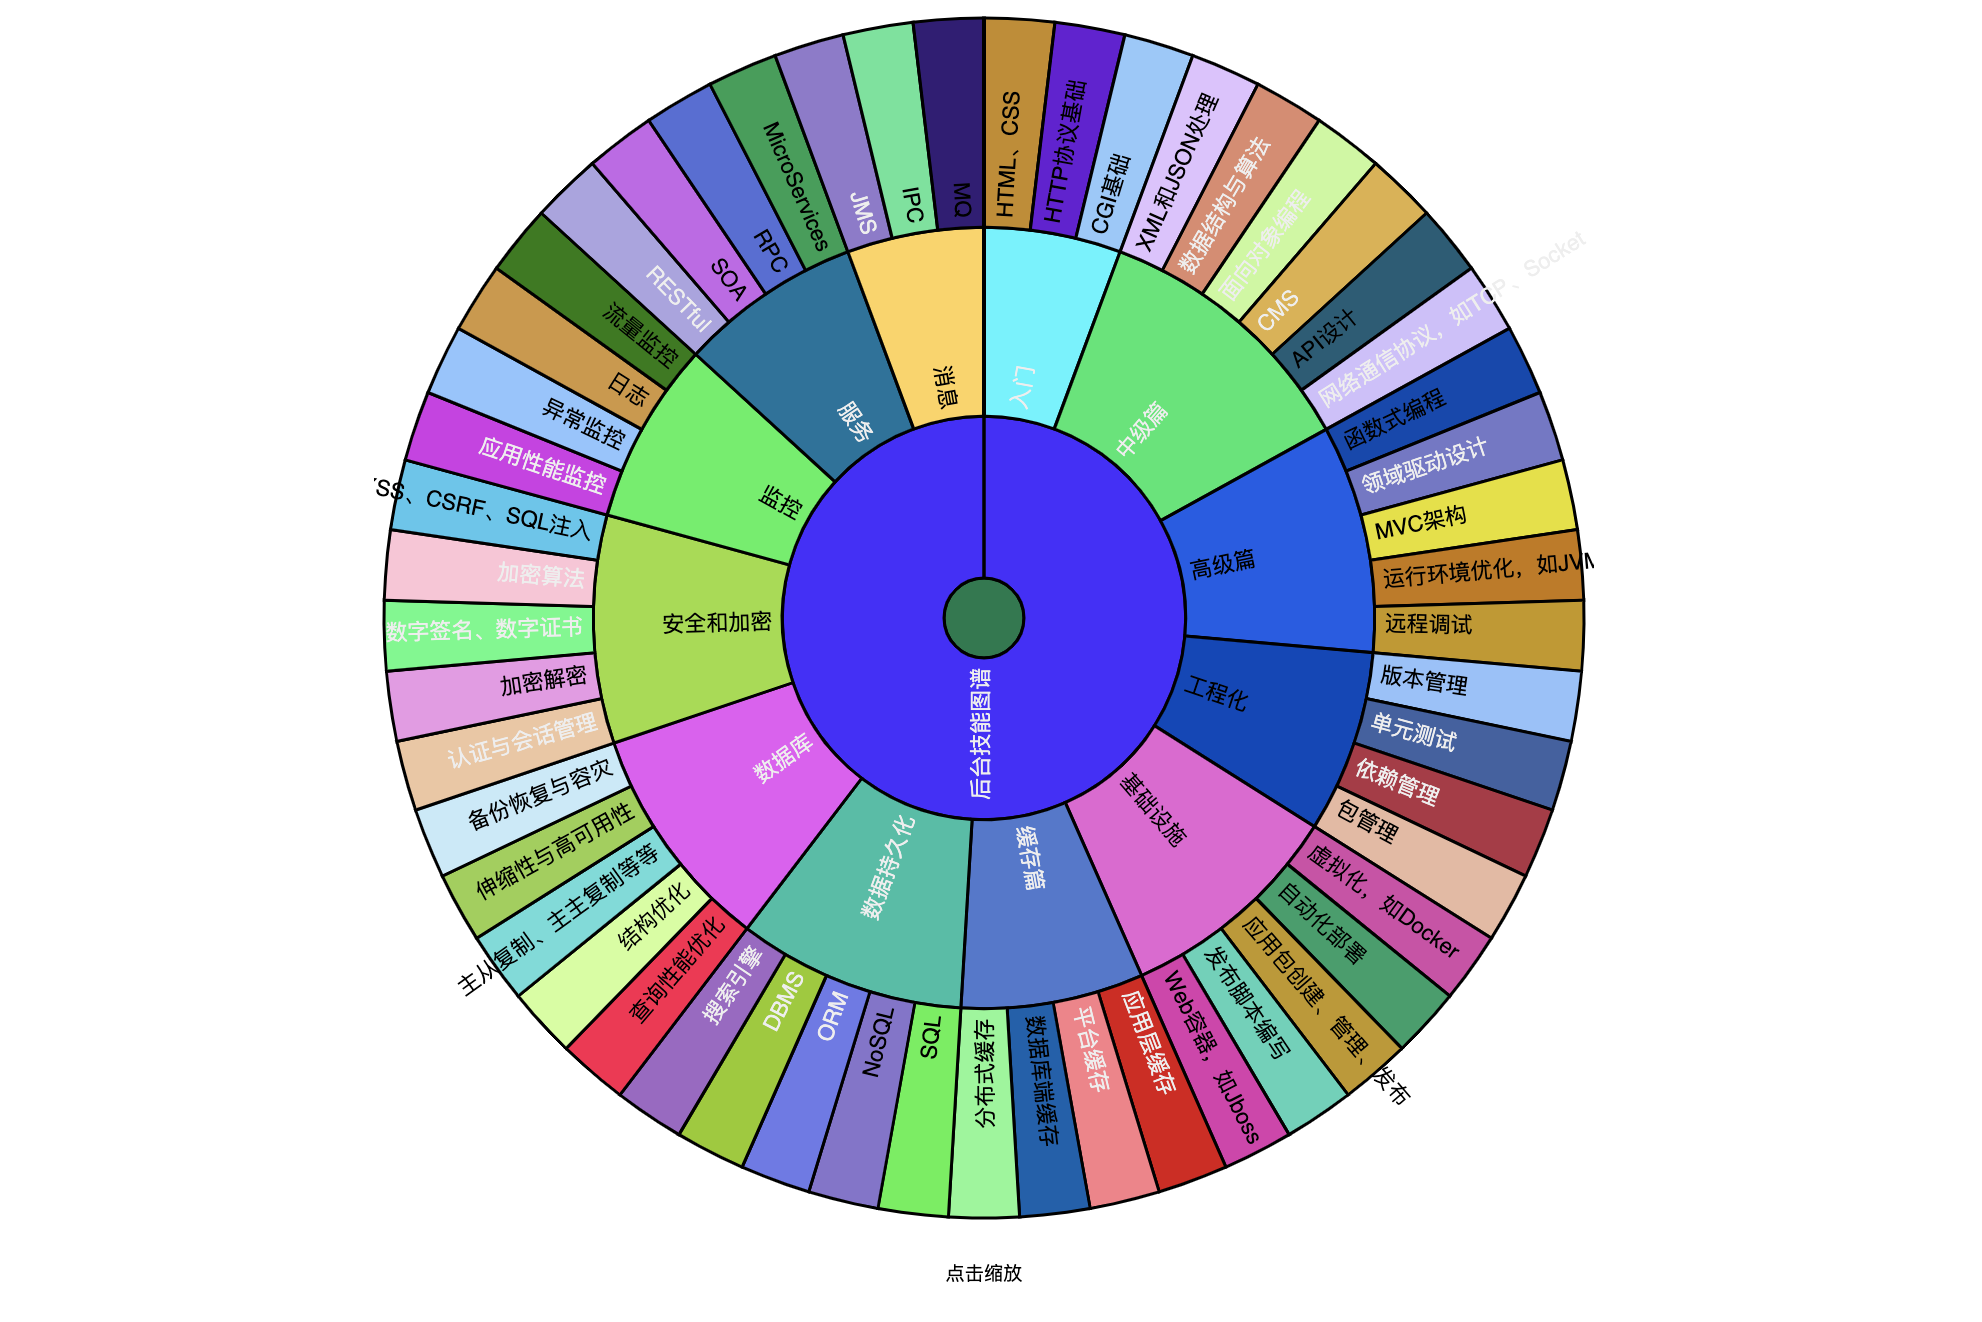 后台技能图谱
入门
HTML、CSS
HTTP协议基础
CGI基础
中级篇
XML和JSON处理
数据结构与算法
面向对象编程
CMS
API设计
网络通信协议，如TCP、Socket
高级篇
函数式编程
领域驱动设计
MVC架构
运行环境优化，如JVM
远程调试
工程化
版本管理
单元测试
依赖管理
包管理
基础设施
虚拟化，如Docker
自动化部署
应用包创建、管理、发布
发布脚本编写
Web容器，如Jboss
缓存篇
应用层缓存
平台缓存
数据库端缓存
分布式缓存
数据持久化
SQL
NoSQL
ORM
DBMS
搜索引擎
数据库
查询性能优化
结构优化
主从复制、主主复制等等
伸缩性与高可用性
备份恢复与容灾
安全和加密
认证与会话管理
加密解密
数字签名、数字证书
加密算法
XSS、CSRF、SQL注入
监控
应用性能监控
异常监控
日志
流量监控
服务
RESTful
SOA
RPC
MicroServices
消息
JMS
IPC
MQ
点击缩放